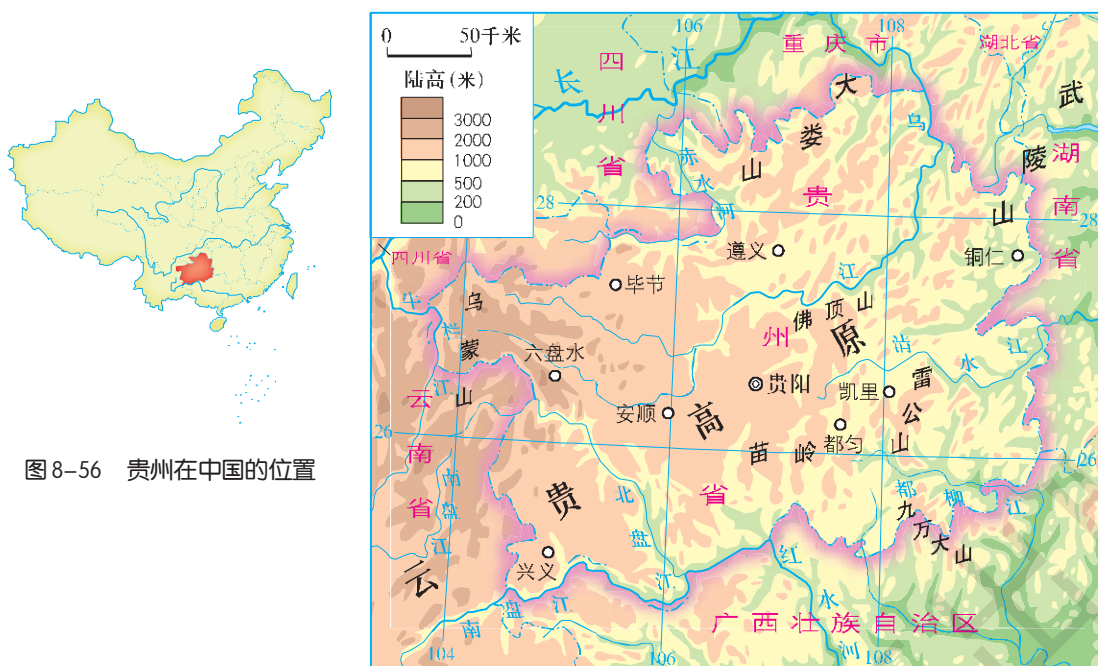 图8-56 贵州在中国的位置
0 50千米
陆高(米)
3000
2000
1000
500
200
0
106
108
重庆市
湖北省
四川省
长江
大娄山
乌江
武陵山
湖南省
赤水河
贵州省
28
28
四川省
遵义
铜仁
毕节
牛栏江
乌蒙山
佛顶山
六盘水
贵阳
沿水江
凯里
雷公山
安顺
都匀
苗岭
云南省
26
26
云贵高原
南盘江
北盘江
都柳江
九万大山
兴义
红水河
南盘江
广西壮族自治区
104
106
108